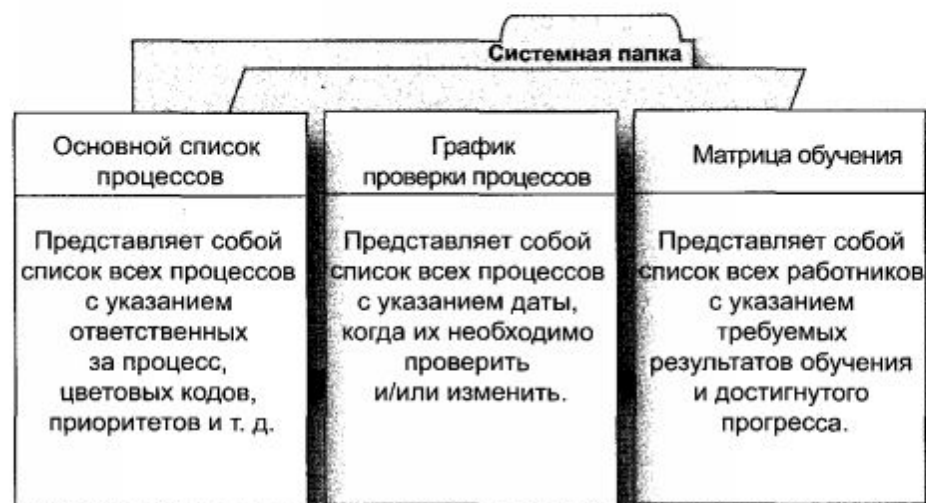 Системная папка
Основной список
процессов
Представляет собой
список всех процессов
с указанием
ответственных
за процесс,
цветовых кодов,
приоритетов и т. д.
График
проверки процессов
Представляет собой
список всех процессов
с указанием даты,
когда их необходимо
проверить
и/или изменить.
Матрица обучения
Представляет собой
список всех работников
с указанием
требуемых
результатов обучения
и достигнутого
прогресса.